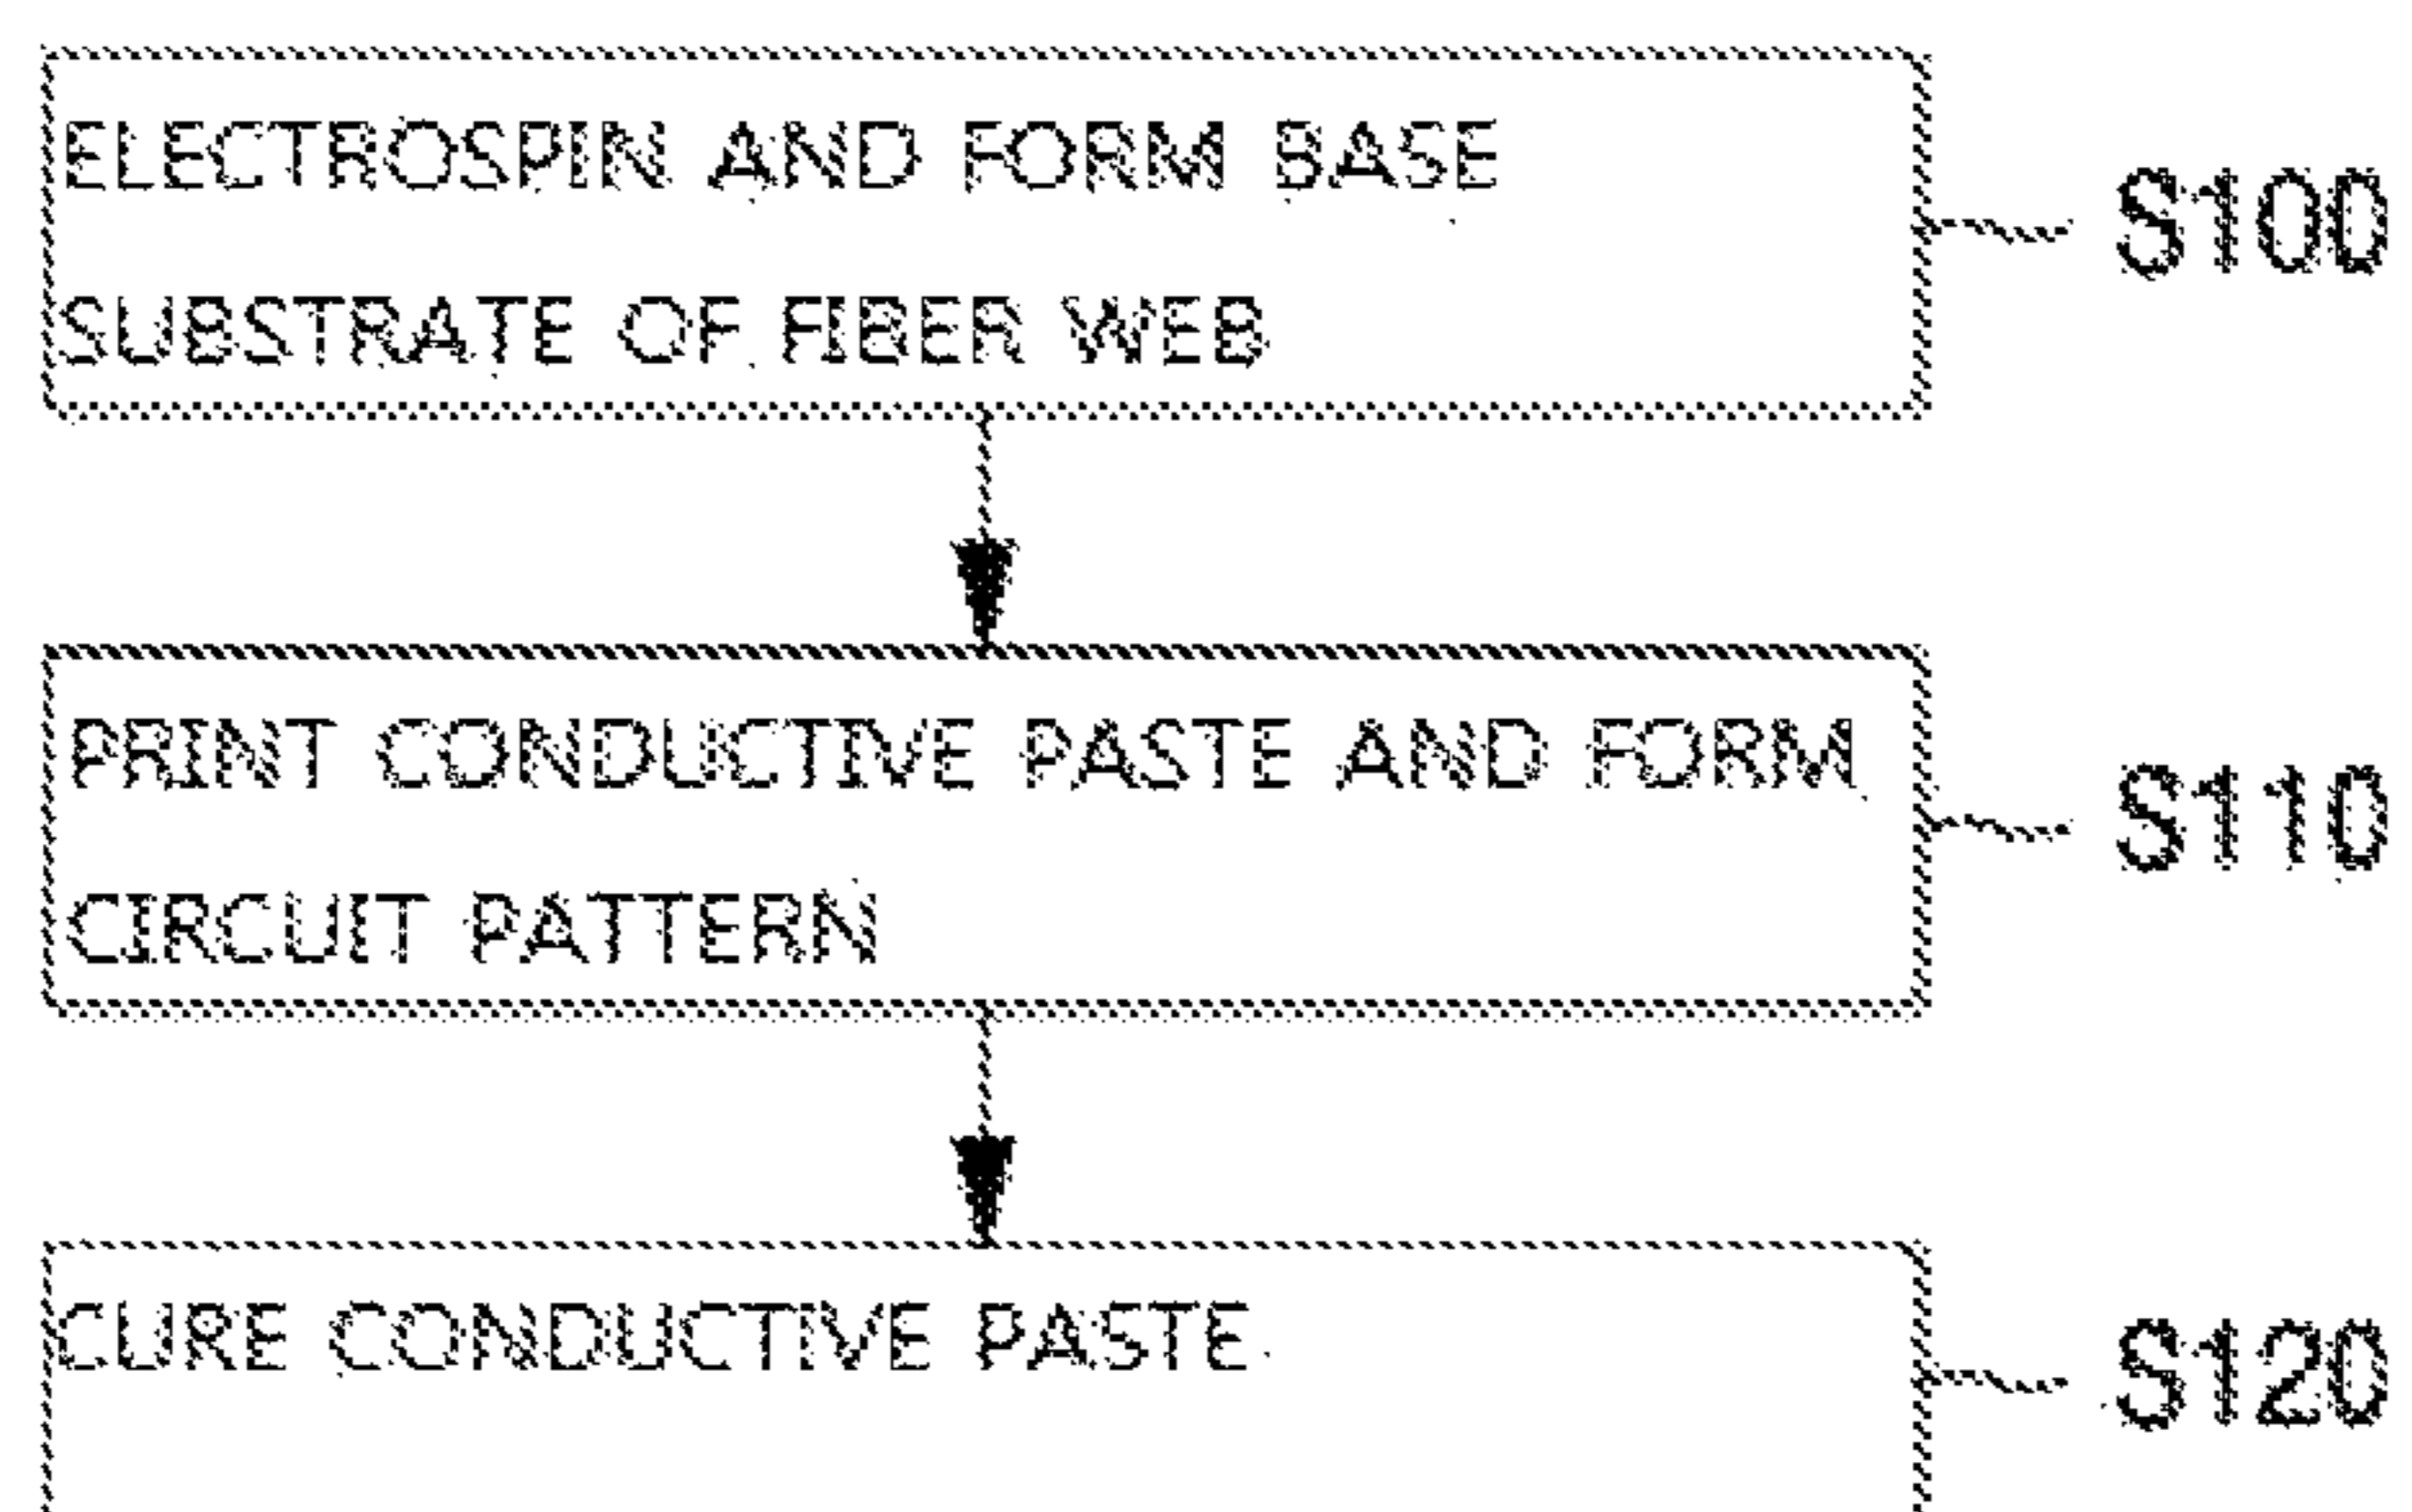 ELECTROSPIN AND FORM BASE
SUBSTRATE OF FIBER WEB
S100
PRINT CONDUCTIVE PASTE AND FORM
CIRCUIT PATTERN
S110
CURE CONDUCTIVE PASTE
S120